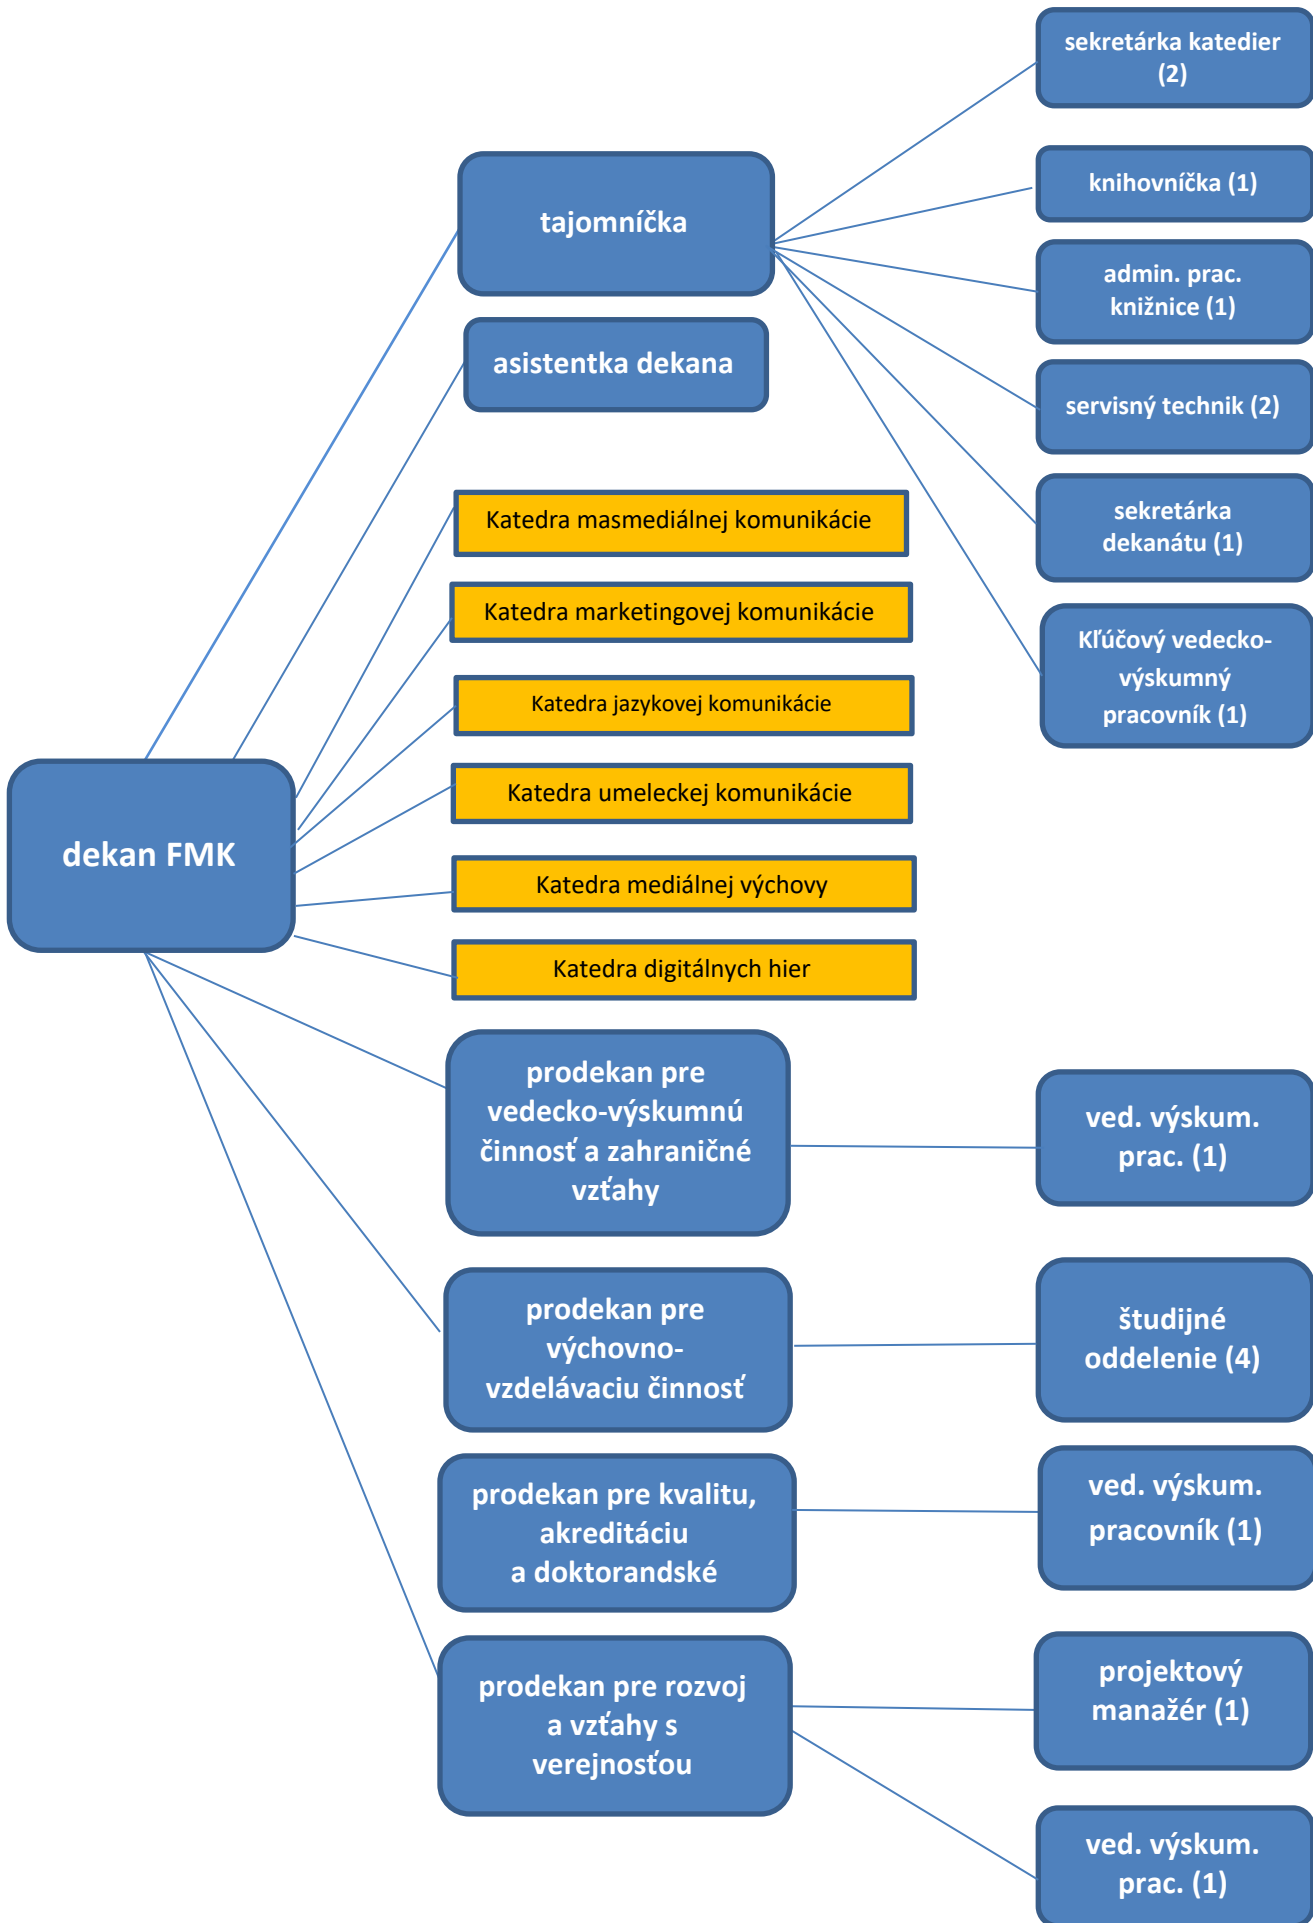 sekretárka katedier
(2)
knihovníčka (1)
tajomníčka
admin. prac.
knižnice (1)
asistentka dekana
servisný technik (2)
sekretárka
dekanátu (1)
Katedra masmediálnej komunikácie
Katedra marketingovej komunikácie
Kľúčový vedecko-
výskumný
pracovník (1)
Katedra jazykovej komunikácie
Katedra umeleckej komunikácie
dekan FMK
Katedra mediálnej výchovy
Katedra digitálnych hier
prodekan pre
vedecko-výskumnú
činnosť a zahraničné
vzťahy
ved. výskum.
prac. (1)
prodekan pre
výchovno-
vzdelávaciu činnosť
študijné
oddelenie (4)
prodekan pre kvalitu,
akreditáciu
a doktorandské
ved. výskum.
pracovník (1)
prodekan pre rozvoj
a vzťahy s
verejnosťou
projektový
manažér (1)
ved. výskum.
prac. (1)